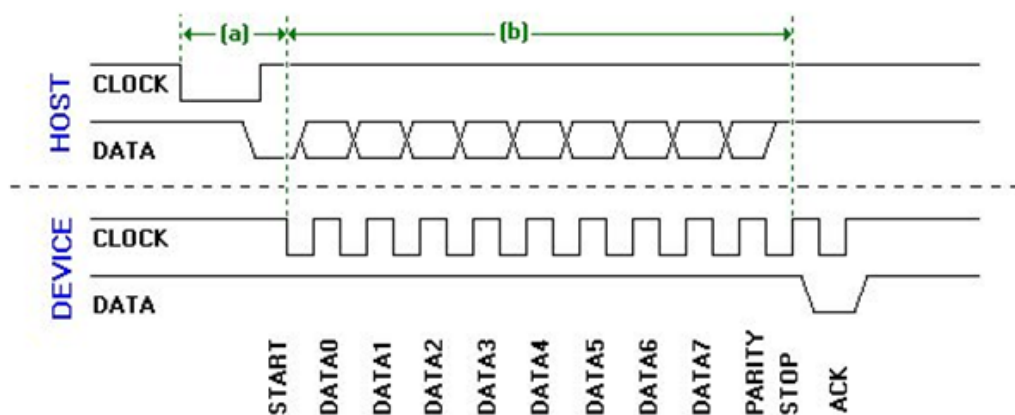 (a)
(b)
HOST
CLOCK
DATA
DEVICE
CLOCK
DATA
START
DATA0
DATA1
DATA2
DATA3
DATA4
DATA5
DATA6
DATA7
PARITY
STOP
ACK